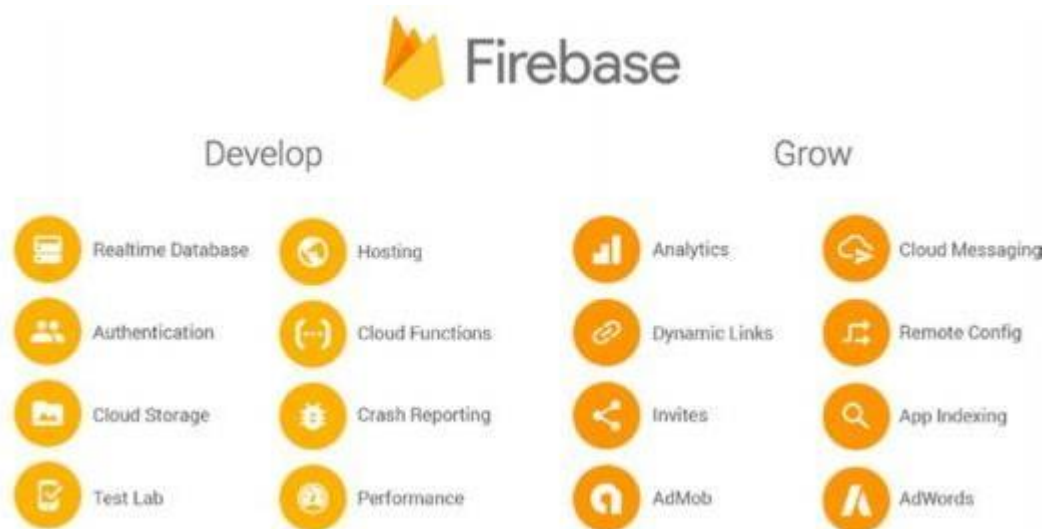 Firebase
Develop
Grow
Realtime Database
Hosting
Analytics
Cloud Messaging
Authentication
Cloud Functions
Dynamic Links
Remote Config
Cloud Storage
Crash Reporting
Invites
App Indexing
Test Lab
Performance
AdMob
AdWords